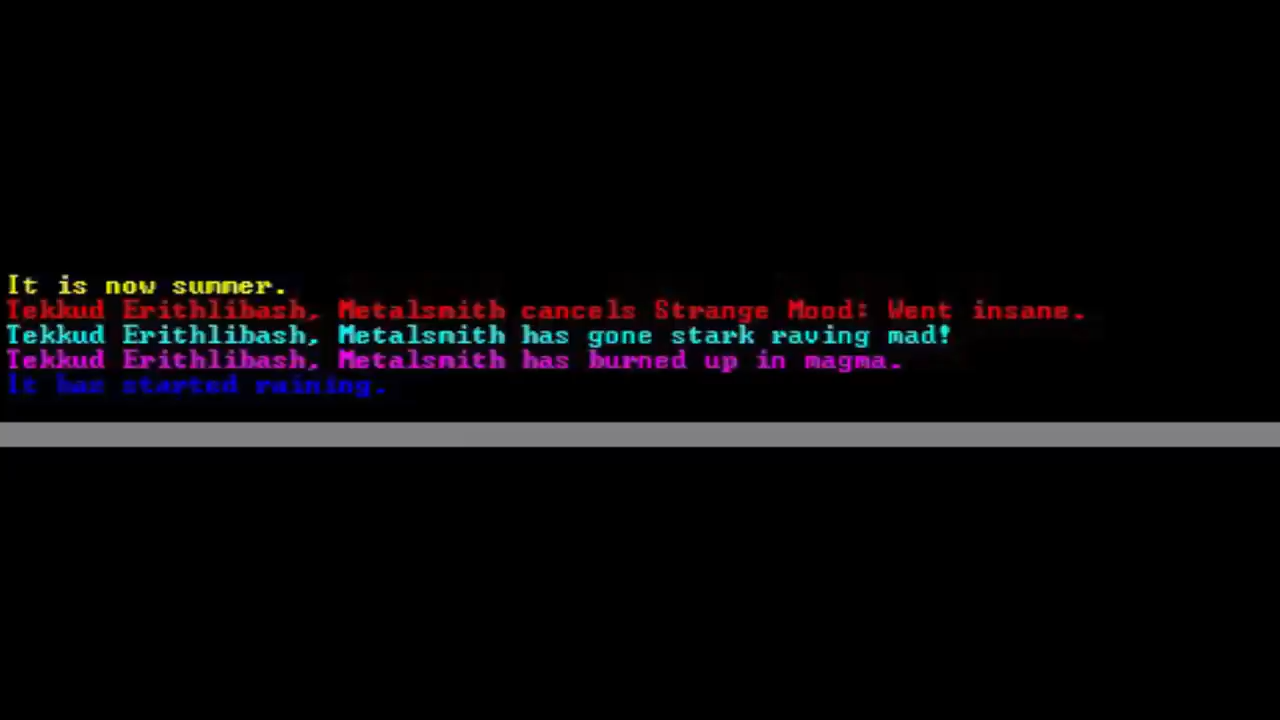 It is now summer.
Tekkud Erithlibash, Metalsmith cancels Strange Mood: Went insane.
Tekkud Erithlibash, Metalsmith has gone stark raving mad!
Tekkud Erithlibash, Metalsmith has burned up in magma.
It has started raining.